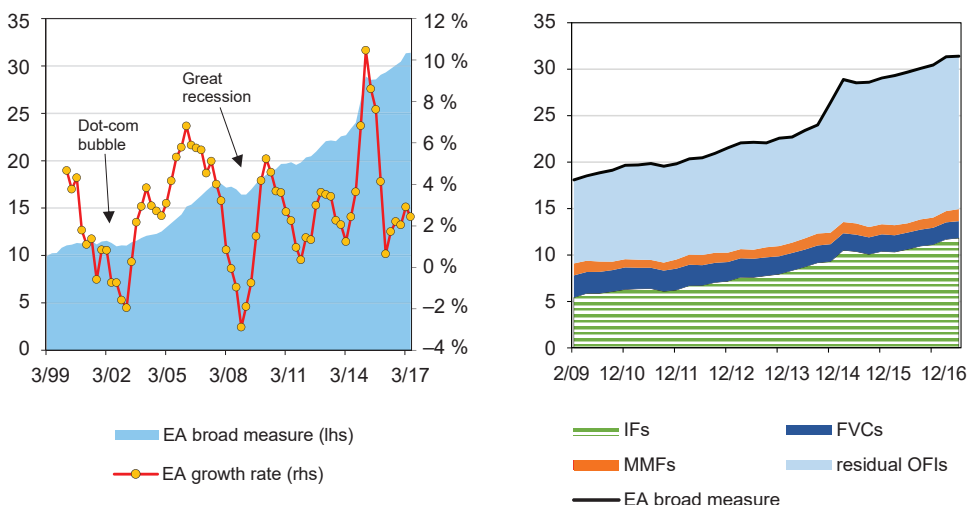 35
30
25
20
15
10
5
0
12 %
10 %
8 %
6 %
4 %
2 %
0 %
–2 %
–4 %
Great
recession
Dot-com
bubble
3/99 3/02 3/05 3/08 3/11 3/14 3/17
EA broad measure (lhs)
EA growth rate (rhs)
35
30
25
20
15
10
5
0
2/09 12/10 12/11 12/12 12/13 12/14 12/15 12/16
IFs FVCs
MMFs residual OFIs
EA broad measure